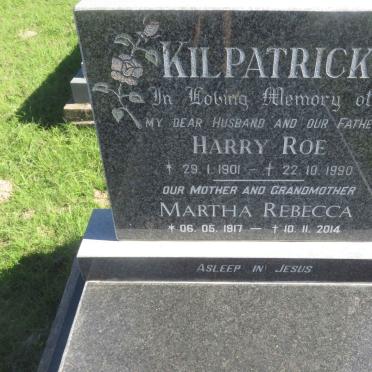 KILPATRICK
In Loving Memory of
MY DEAR HUSBAND AND OUR FATHE
HARRY ROE
* 29.1.1901 – † 22.10.1990
OUR MOTHER AND GRANDMOTHER
MARTHA REBECCA
* 06.05.1917 – † 10.11.2014
ASLEEP IN JESUS